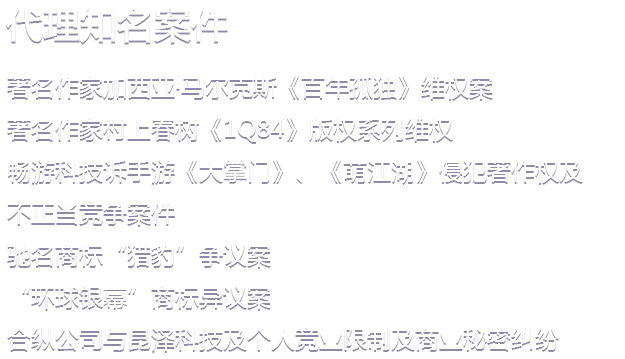 代理知名案件
著名作家加西亚·马尔克斯《百年孤独》维权案
著名作家村上春树《1Q84》版权系列维权
畅游科技诉手游《大掌门》、《萌江湖》侵犯著作权及
不正当竞争案件
驰名商标“猎豹”争议案
“环球银幕”商标异议案
合纵公司与昆泽科技及个人竞业限制及商业秘密纠纷